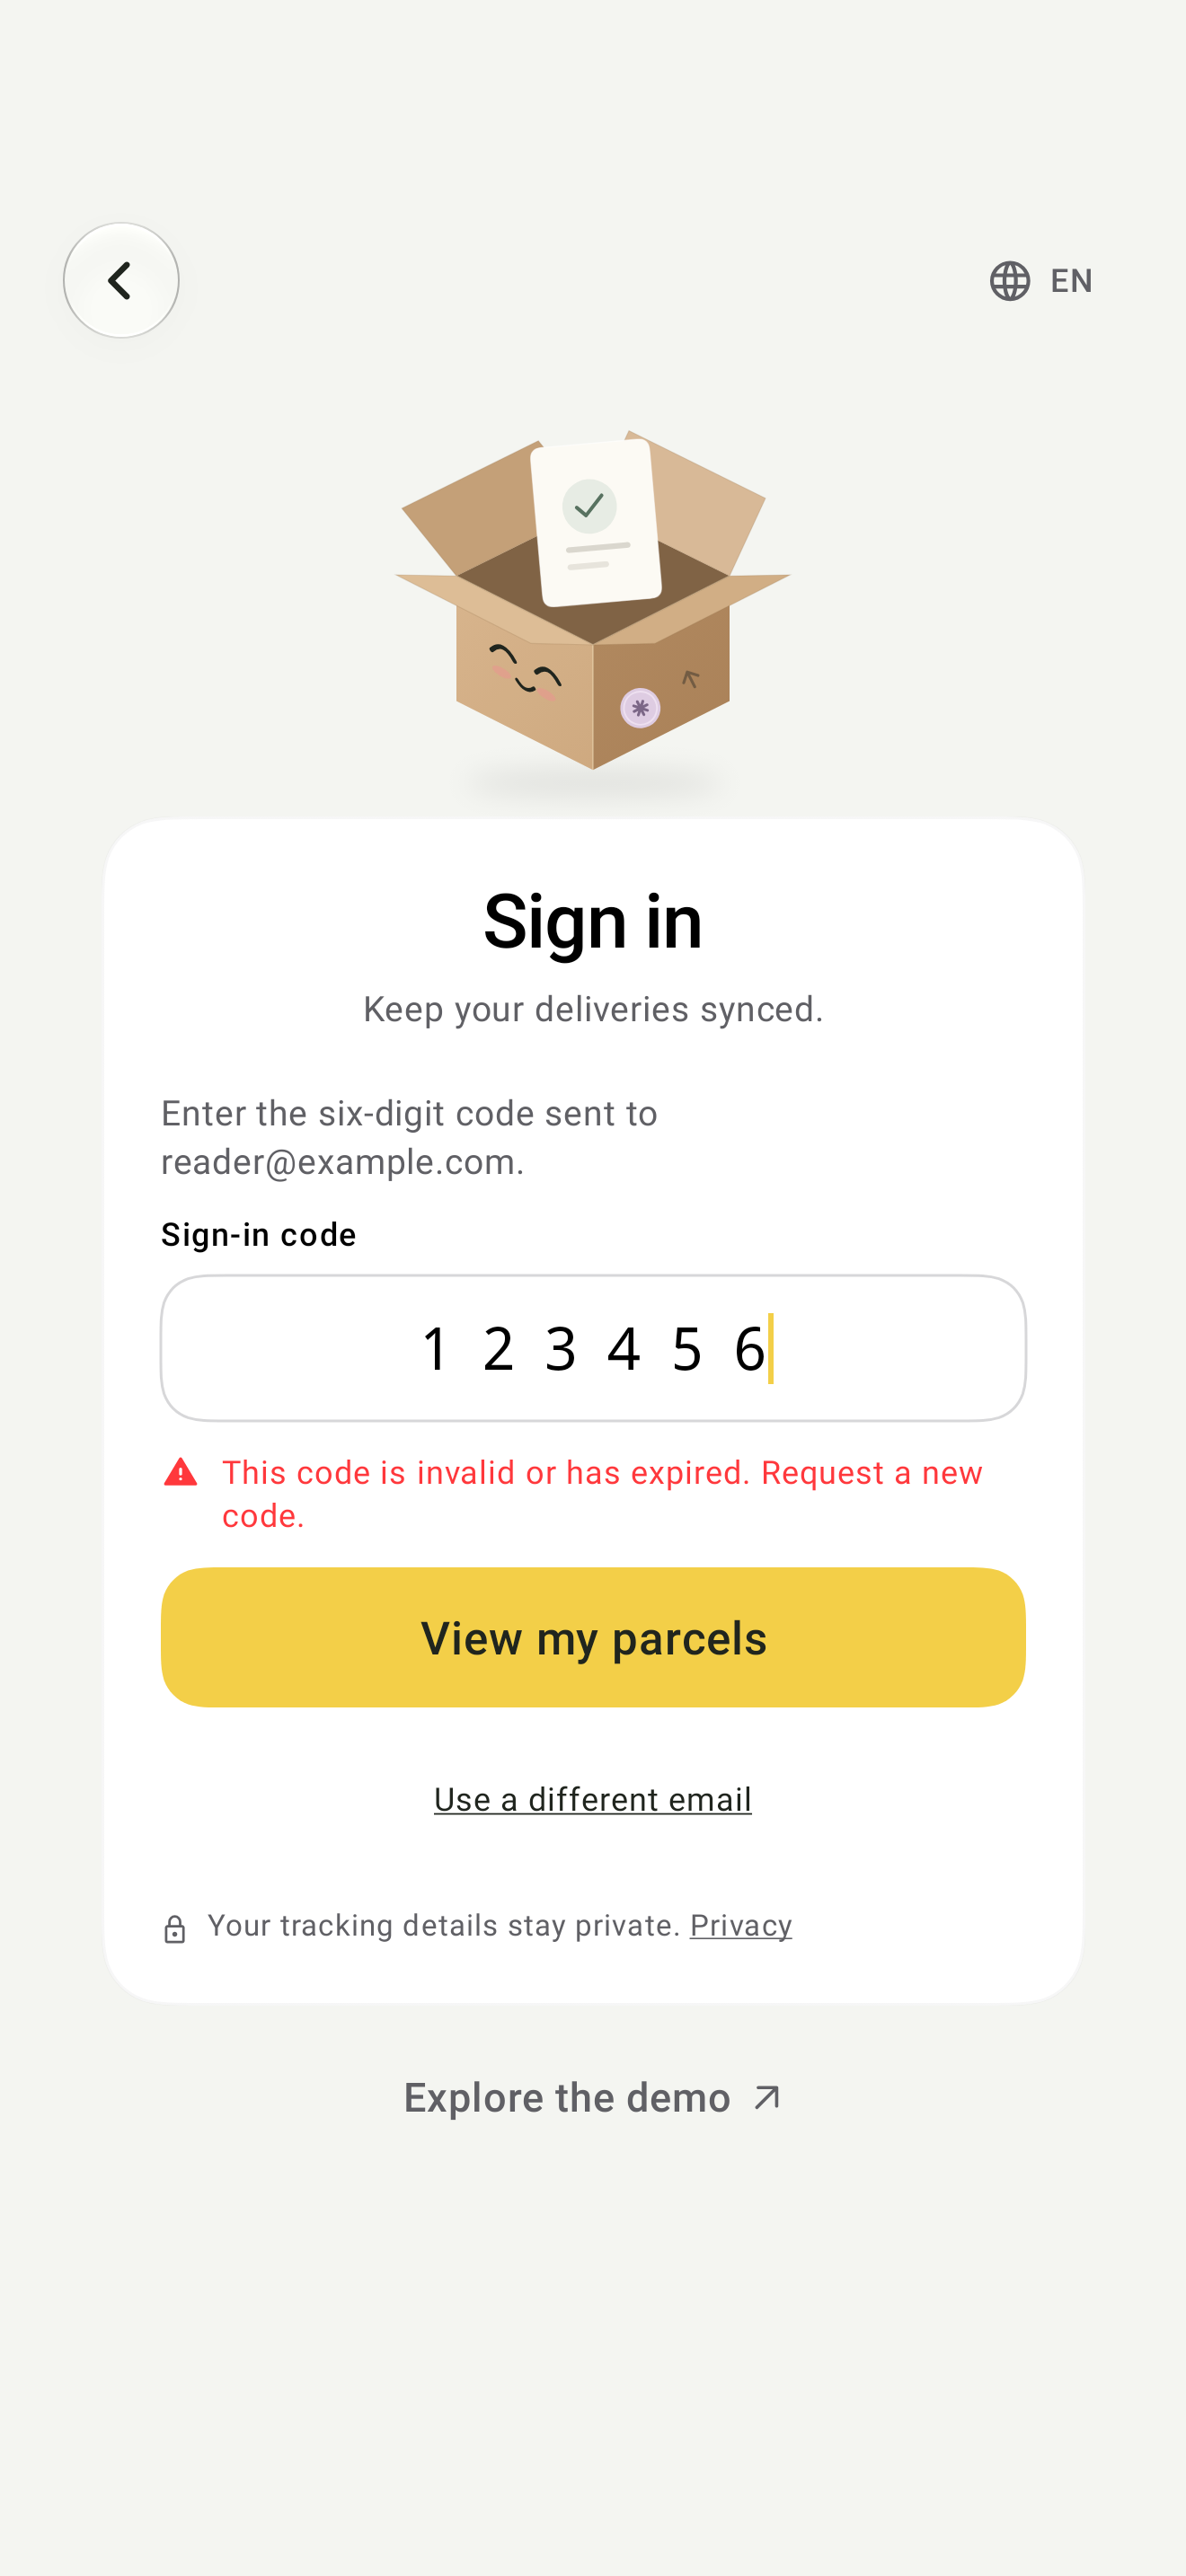 EN
Sign in
Keep your deliveries synced.
Enter the six-digit code sent to
reader@example.com.
Sign-in code
1 2 3 4 5 6
This code is invalid or has expired. Request a new
code.
View my parcels
Use a different email
Your tracking details stay private. Privacy
Explore the demo